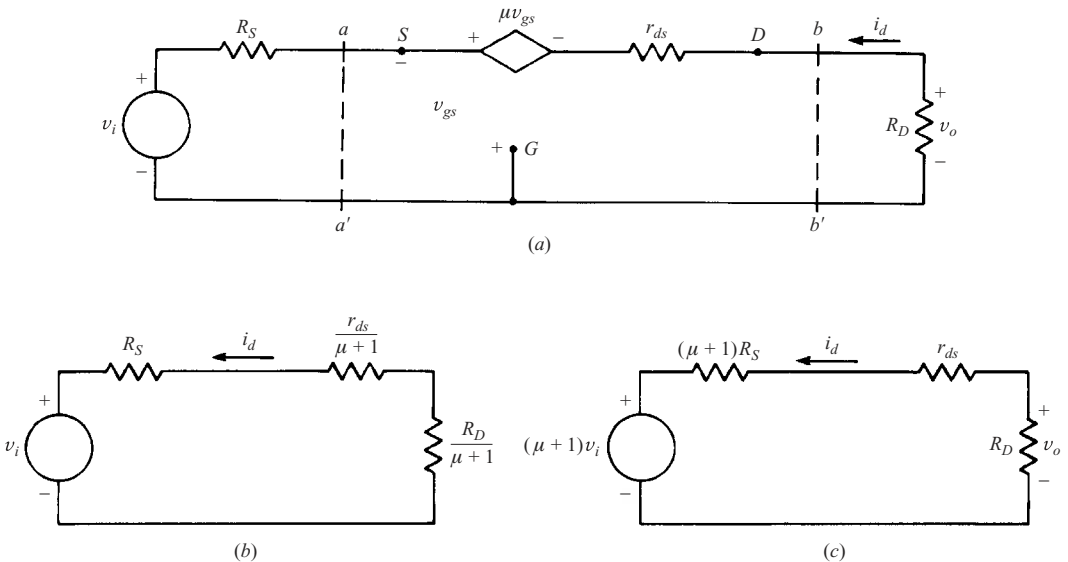 μv_gs
R_S a S + − r_ds D b i_d
−
+
v_i
−
v_gs
+ G
+
R_D v_o
−
a′ b′
(a)
R_S i_d r_ds/(μ + 1)
+
v_i
−
R_D/(μ + 1)
(b)
(μ + 1)R_S i_d r_ds
+
(μ + 1)v_i
−
+
R_D v_o
−
(c)